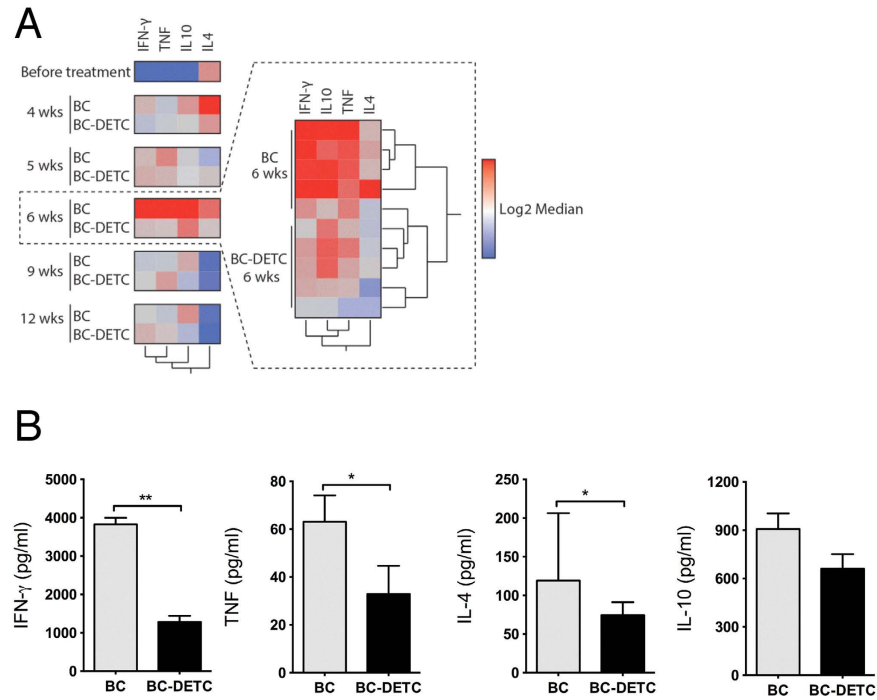 A
IFN-γ TNF IL10 IL4
Before treatment
4 wks BC
BC-DETC
5 wks BC
BC-DETC
6 wks BC
BC-DETC
9 wks BC
BC-DETC
12 wks BC
BC-DETC
IFN-γ IL10 TNF IL4
BC
6 wks
BC-DETC
6 wks
Log2 Median
B
IFN-γ (pg/ml)
5000
4000
3000
2000
1000
0
**
BC BC-DETC
TNF (pg/ml)
80
60
40
20
0
*
BC BC-DETC
IL-4 (pg/ml)
250
200
150
100
50
0
*
BC BC-DETC
IL-10 (pg/ml)
1200
900
600
300
0
BC BC-DETC